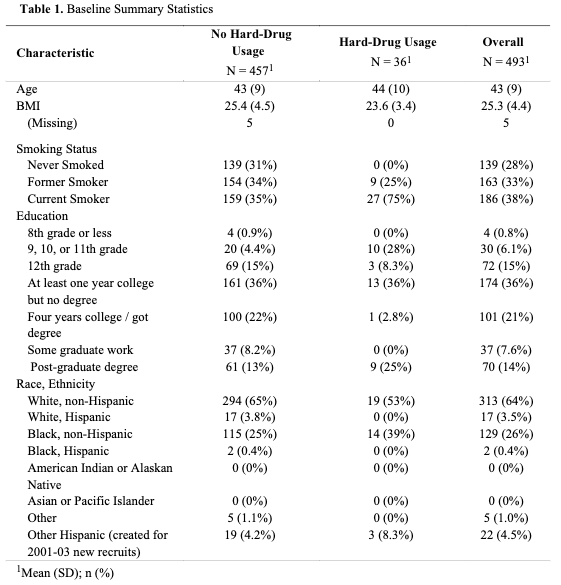 Table 1. Baseline Summary Statistics
Characteristic No Hard-Drug Usage N = 457¹ Hard-Drug Usage N = 36¹ Overall N = 493¹
Age 43 (9) 44 (10) 43 (9)
BMI 25.4 (4.5) 23.6 (3.4) 25.3 (4.4)
(Missing) 5 0 5
Smoking Status
Never Smoked 139 (31%) 0 (0%) 139 (28%)
Former Smoker 154 (34%) 9 (25%) 163 (33%)
Current Smoker 159 (35%) 27 (75%) 186 (38%)
Education
8th grade or less 4 (0.9%) 0 (0%) 4 (0.8%)
9, 10, or 11th grade 20 (4.4%) 10 (28%) 30 (6.1%)
12th grade 69 (15%) 3 (8.3%) 72 (15%)
At least one year college 161 (36%) 13 (36%) 174 (36%)
but no degree
Four years college / got 100 (22%) 1 (2.8%) 101 (21%)
degree
Some graduate work 37 (8.2%) 0 (0%) 37 (7.6%)
Post-graduate degree 61 (13%) 9 (25%) 70 (14%)
Race, Ethnicity
White, non-Hispanic 294 (65%) 19 (53%) 313 (64%)
White, Hispanic 17 (3.8%) 0 (0%) 17 (3.5%)
Black, non-Hispanic 115 (25%) 14 (39%) 129 (26%)
Black, Hispanic 2 (0.4%) 0 (0%) 2 (0.4%)
American Indian or Alaskan 0 (0%) 0 (0%) 0 (0%)
Native
Asian or Pacific Islander 0 (0%) 0 (0%) 0 (0%)
Other 5 (1.1%) 0 (0%) 5 (1.0%)
Other Hispanic (created for 19 (4.2%) 3 (8.3%) 22 (4.5%)
2001-03 new recruits)
¹Mean (SD); n (%)